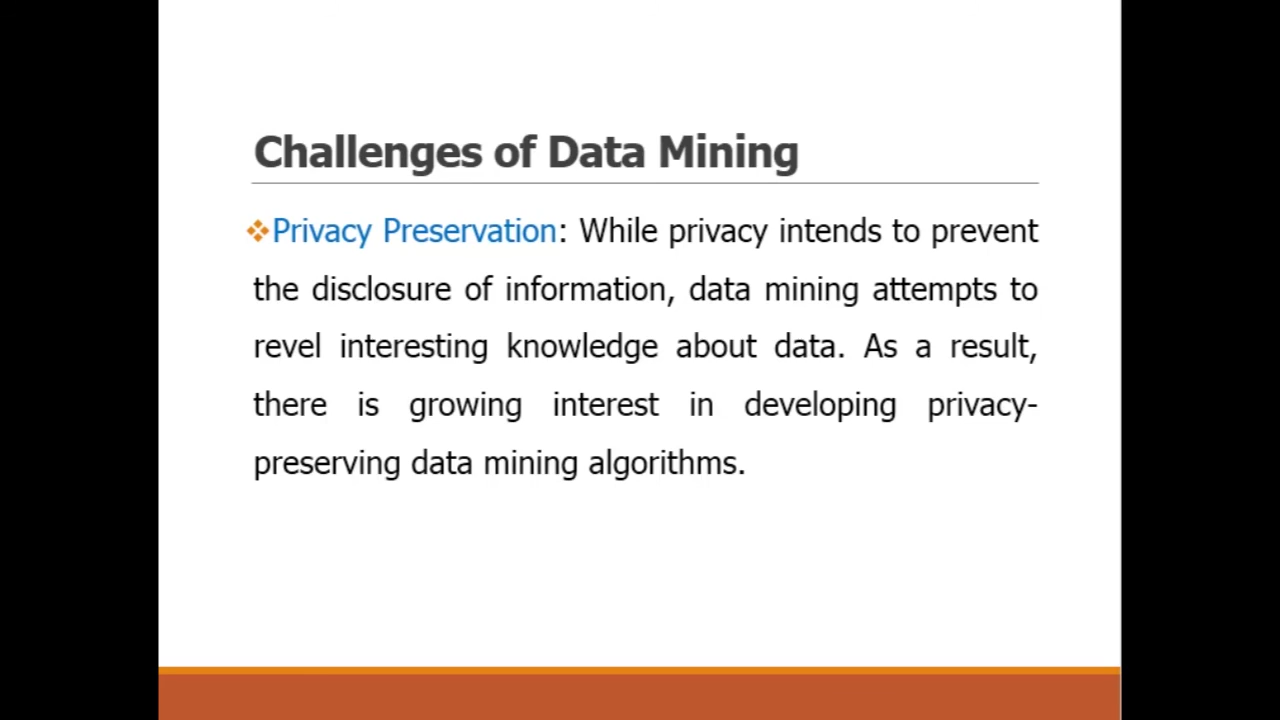 Challenges of Data Mining
Privacy Preservation: While privacy intends to prevent
the disclosure of information, data mining attempts to
revel interesting knowledge about data. As a result,
there is growing interest in developing privacy-
preserving data mining algorithms.